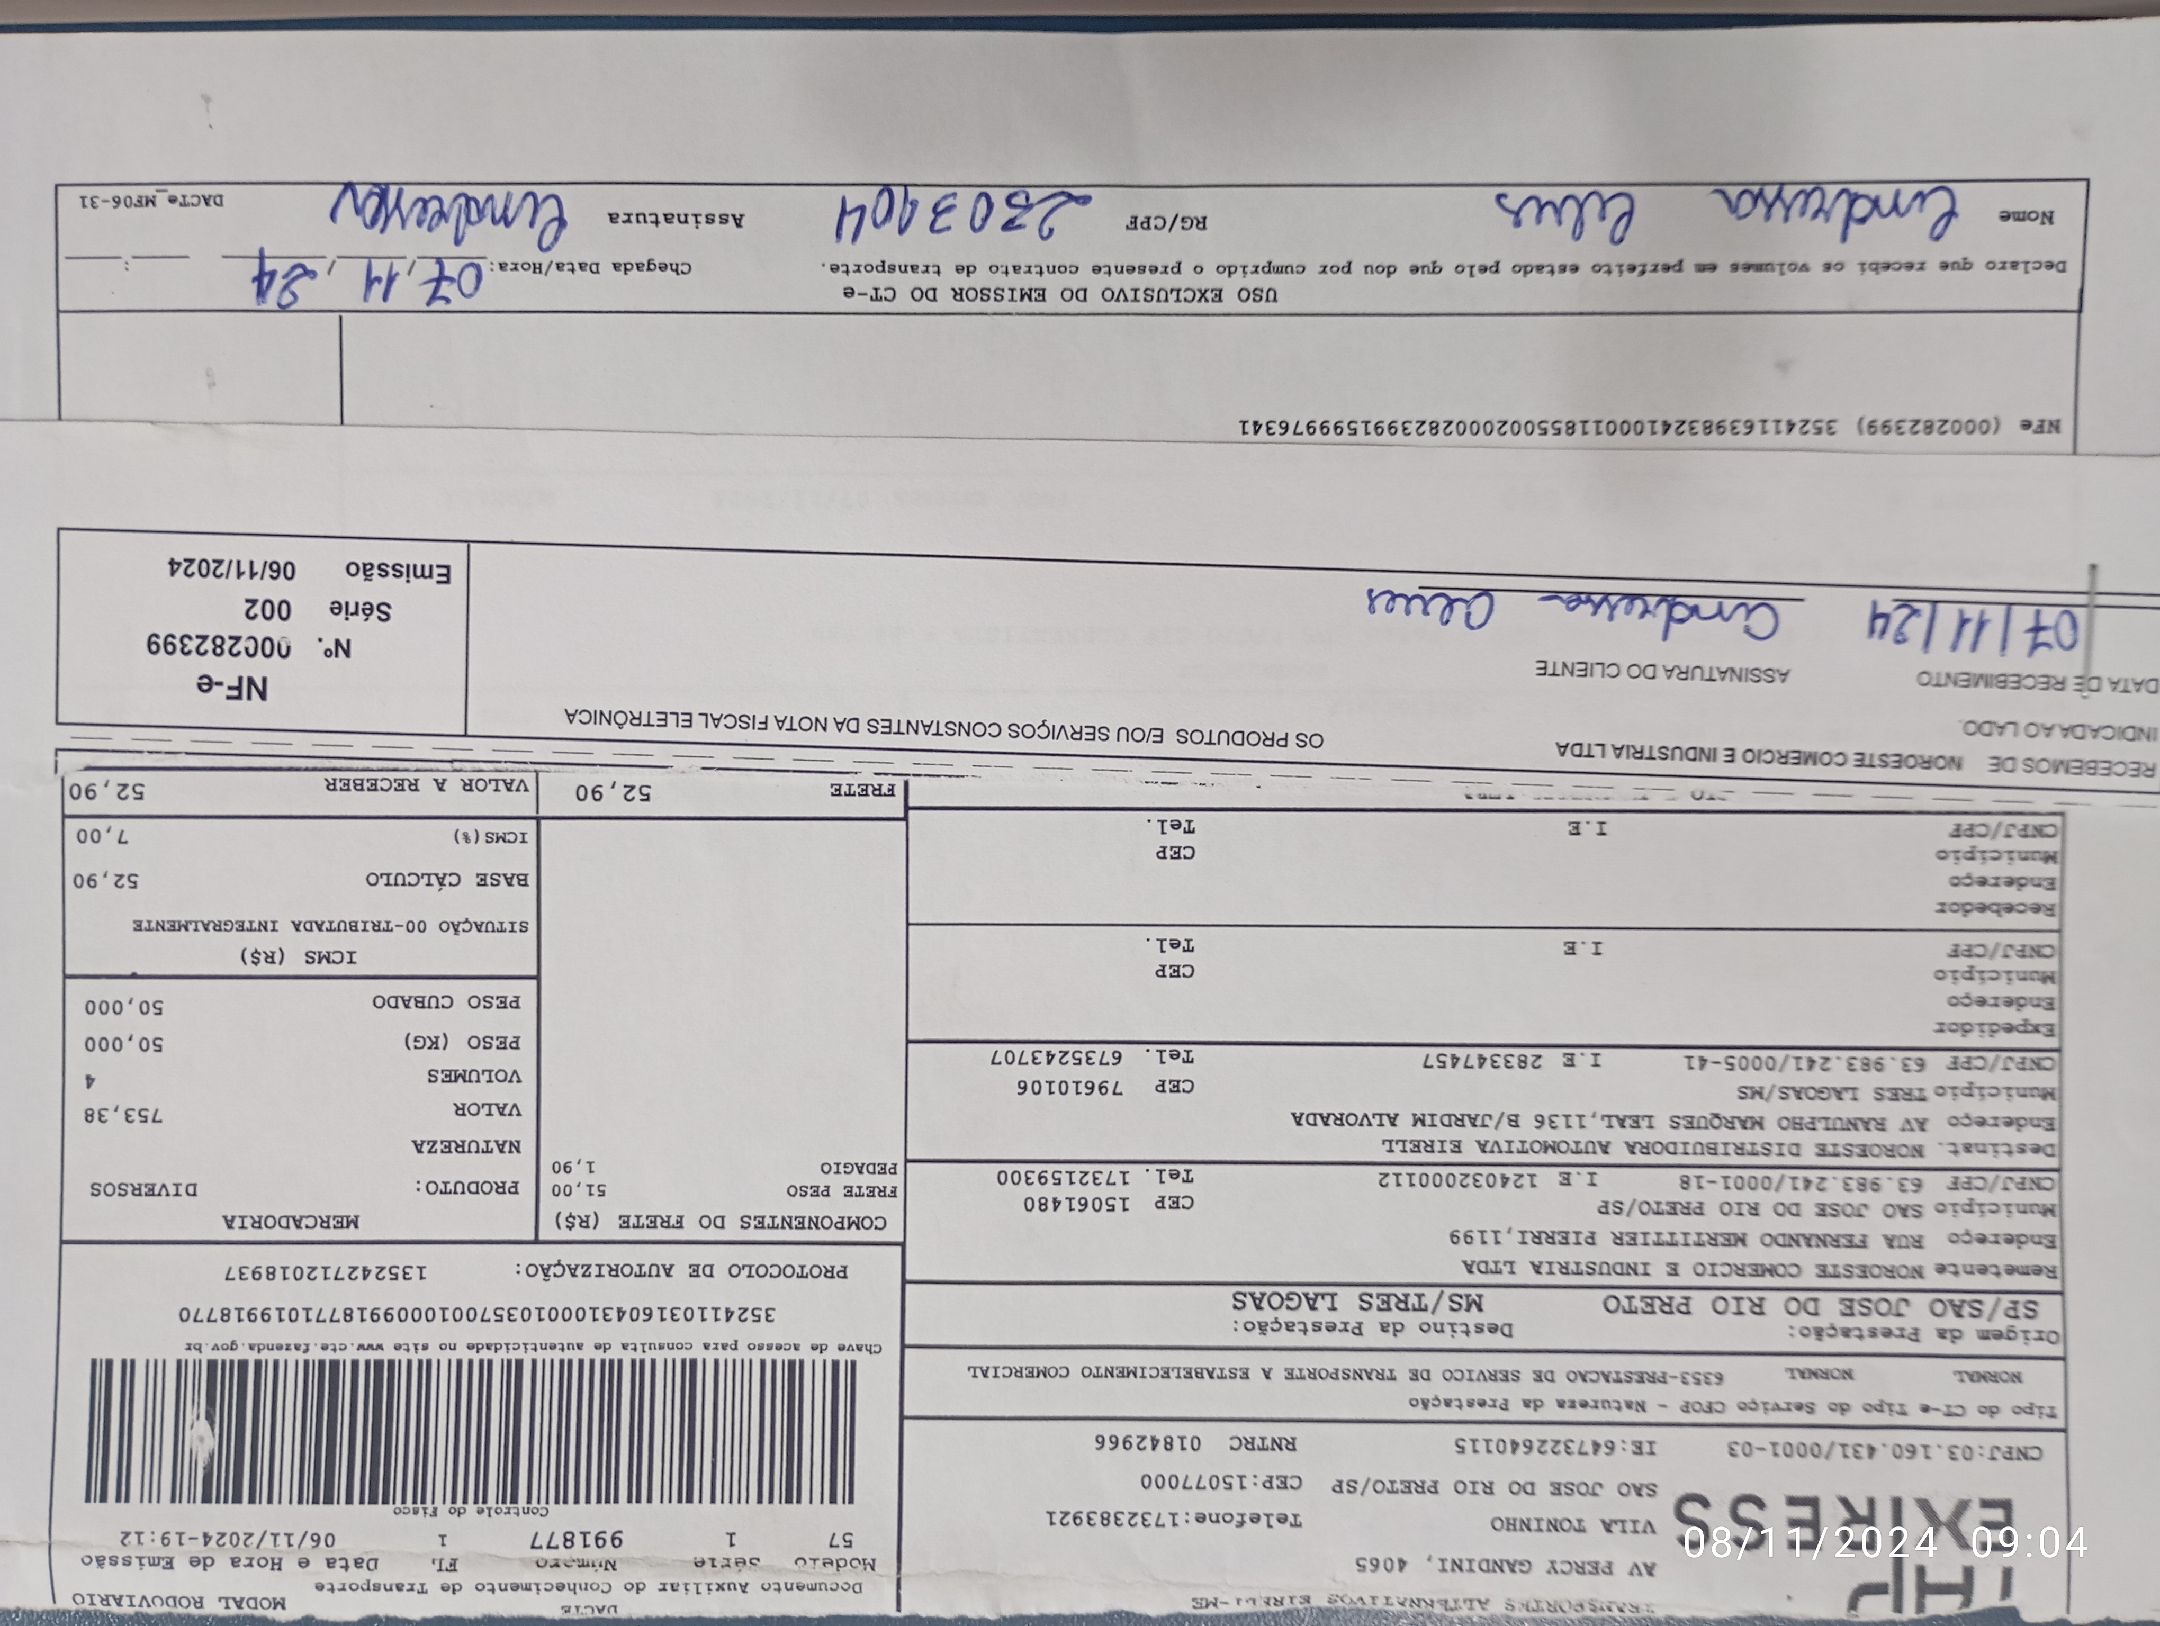 TRANSPORTES ALTERNATIVOS EIRELI-ME
EXPRESS
AV PERCY GANDINI, 4065
VILA TONINHO Telefone:1732383921
SAO JOSE DO RIO PRETO/SP CEP:15077000
CNPJ:03.160.431/0001-03 IE:647322640115 RNTRC 01842966
DACTE
Documento Auxiliar do Conhecimento de Transporte
MODAL RODOVIARIO
Modelo Série Número FL Data e Hora de Emissão
57 1 991877 1 06/11/2024-19:12
Controle do Fisco
Chave de acesso para consulta de autenticidade no site www.cte.fazenda.gov.br
PROTOCOLO DE AUTORIZAÇÃO: 135242712018937
Tipo do CT-e Tipo do Serviço CFOP - Natureza da Prestação
NORMAL NORMAL 6353-PRESTACAO DE SERVICO DE TRANSPORTE A ESTABELECIMENTO COMERCIAL
Origem da Prestação: Destino da Prestação:
SP/SAO JOSE DO RIO PRETO MS/TRES LAGOAS
Remetente NOROESTE COMERCIO E INDUSTRIA LTDA
Endereço RUA FERNANDO MERTITTIER PIERRI,1199
Município SAO JOSE DO RIO PRETO/SP CEP 15061480
CNPJ/CPF 63.983.241/0001-18 I.E 124032000112 Tel. 1732159300
Destinat. NOROESTE DISTRIBUIDORA AUTOMOTIVA EIRELL
Endereço AV RANULPHO MARQUES LEAL,1136 B/JARDIM ALVORADA
Município TRES LAGOAS/MS CEP 79610106
CNPJ/CPF 63.983.241/0005-41 I.E 283347457 Tel. 6735243707
Expedidor
Endereço
Município CEP
CNPJ/CPF I.E Tel.
Recebedor
Endereço
Município CEP
CNPJ/CPF I.E Tel.
COMPONENTES DO FRETE (R$)
FRETE PESO 51,00
PEDAGIO 1,90
FRETE 52,90
MERCADORIA
PRODUTO: DIVERSOS
NATUREZA
VALOR 753,38
VOLUMES 4
PESO (KG) 50,000
PESO CUBADO 50,000
ICMS (R$)
SITUAÇÃO 00-TRIBUTADA INTEGRALMENTE
BASE CÁLCULO 52,90
ICMS(%) 7,00
VALOR A RECEBER 52,90
RECEBEMOS DE NOROESTE COMERCIO E INDUSTRIA LTDA OS PRODUTOS E/OU SERVIÇOS CONSTANTES DA NOTA FISCAL ELETRÔNICA
INDICADA AO LADO.
DATA DE RECEBIMENTO ASSINATURA DO CLIENTE
07/11/24 Andressa Alves
NF-e
Nº. 000282399
Série 002
Emissão 06/11/2024
NFe (000282399) 35241163983241000118550020002823991599976341
USO EXCLUSIVO DO EMISSOR DO CT-e
Declaro que recebi os volumes em perfeito estado pelo que dou por cumprido o presente contrato de transporte. Chegada Data/Hora: 07/11/24 :
Nome Andressa Alves RG/CPF 2303104 Assinatura Andressa DACTe_MF06-31
08/11/2024 09:04